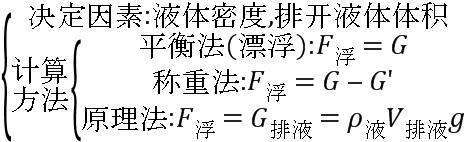 决定因素:液体密度,排开液体体积
计算方法
平衡法(漂浮):F浮=G
称重法:F浮=G−G'
原理法:F浮=G排液=ρ液V排液g